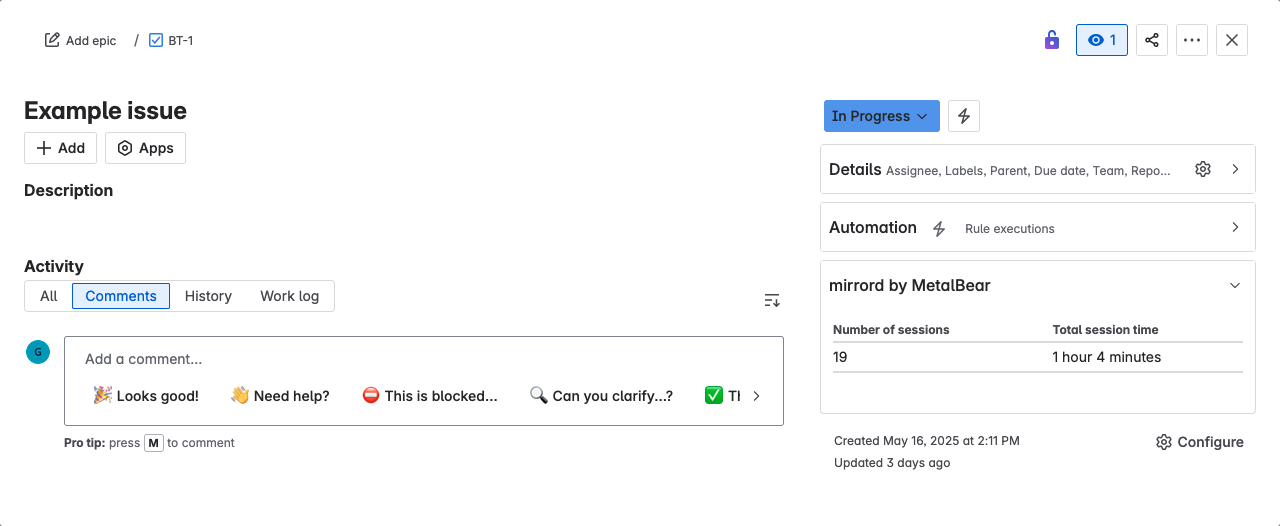 Add epic / BT-1
1
Example issue
Add Apps
Description
Activity
All Comments History Work log
G
Add a comment...
🎉 Looks good! 👋 Need help? ⛔ This is blocked... 🔍 Can you clarify...? ✅
Pro tip: press M to comment
In Progress
Details Assignee, Labels, Parent, Due date, Team, Repo...
Automation Rule executions
mirrord by MetalBear
Number of sessions Total session time
19 1 hour 4 minutes
Created May 16, 2025 at 2:11 PM
Configure
Updated 3 days ago